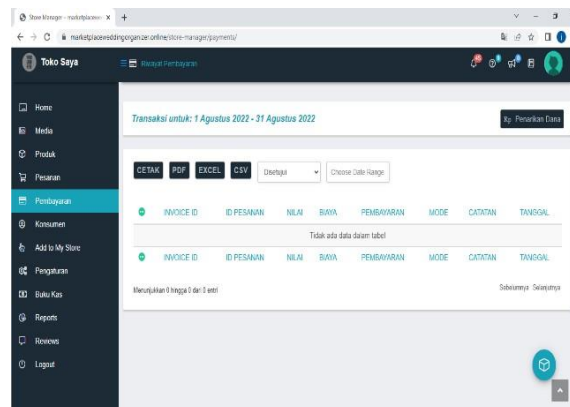 Store Manager - marketplacewe
marketplaceweddingorganizer.online/store-manager/payments/
Toko Saya
Riwayat Pembayaran
Home
Media
Produk
Pesanan
Pembayaran
Konsumen
Add to My Store
Pengaturan
Buku Kas
Reports
Reviews
Logout
Transaksi untuk: 1 Agustus 2022 - 31 Agustus 2022
Rp Penarikan Dana
CETAK PDF EXCEL CSV Disetujui Choose Date Range
INVOICE ID ID PESANAN NILAI BIAYA PEMBAYARAN MODE CATATAN TANGGAL
Tidak ada data dalam tabel
INVOICE ID ID PESANAN NILAI BIAYA PEMBAYARAN MODE CATATAN TANGGAL
Menunjukkan 0 hingga 0 dari 0 entri
Sebelumnya Selanjutnya